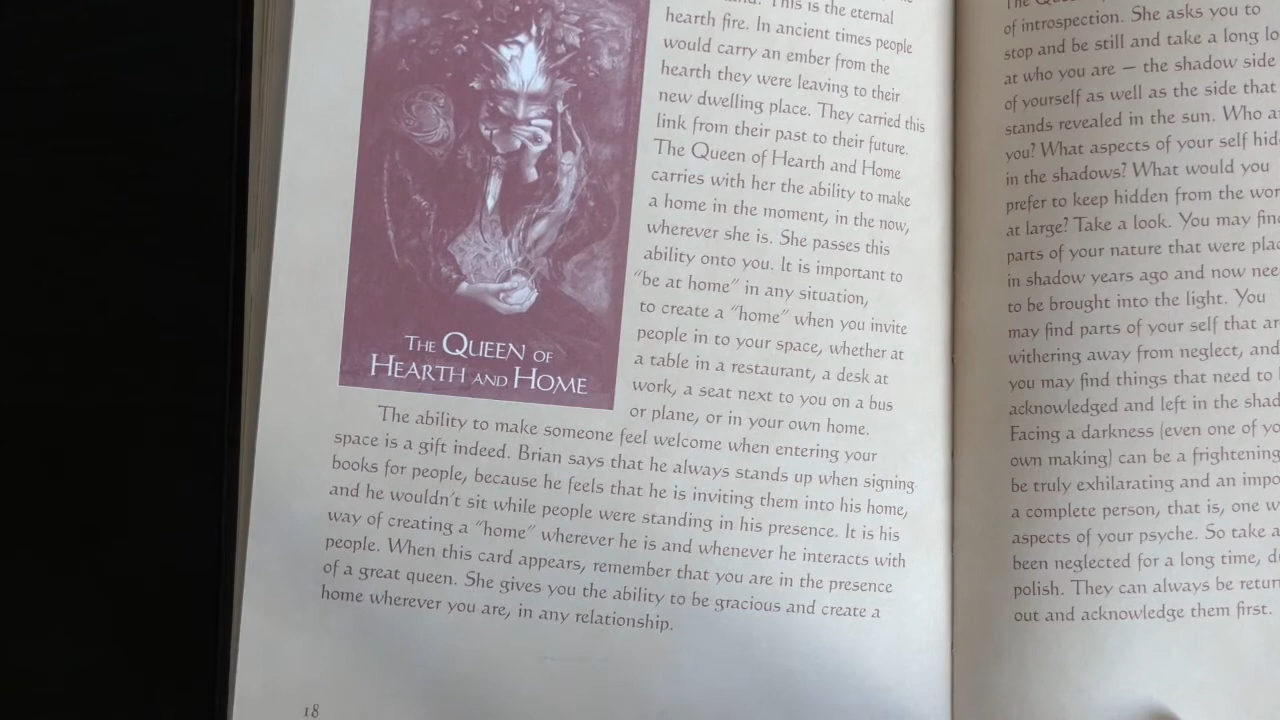 hand. This is the eternal
hearth fire. In ancient times people
would carry an ember from the
hearth they were leaving to their
new dwelling place. They carried this
link from their past to their future.
The Queen of Hearth and Home
carries with her the ability to make
a home in the moment, in the now,
wherever she is. She passes this
ability onto you. It is important to
"be at home" in any situation,
to create a "home" when you invite
people in to your space, whether at
a table in a restaurant, a desk at
work, a seat next to you on a bus
or plane, or in your own home.
THE QUEEN OF
HEARTH AND HOME
The ability to make someone feel welcome when entering your
space is a gift indeed. Brian says that he always stands up when signing
books for people, because he feels that he is inviting them into his home,
and he wouldn't sit while people were standing in his presence. It is his
way of creating a "home" wherever he is and whenever he interacts with
people. When this card appears, remember that you are in the presence
of a great queen. She gives you the ability to be gracious and create a
home wherever you are, in any relationship.
18
of introspection. She asks you to
stop and be still and take a long
at who you are — the shadow side
of yourself as well as the side that
stands revealed in the sun. Who
you? What aspects of your self
in the shadows? What would you
prefer to keep hidden from the
at large? Take a look. You may
parts of your nature that were
in shadow years ago and now
to be brought into the light. You
may find parts of your self that
withering away from neglect, and
you may find things that need to
acknowledged and left in the
Facing a darkness (even one of
own making) can be a frightening
be truly exhilarating and an
a complete person, that is, one
aspects of your psyche. So take
been neglected for a long time,
polish. They can always be
out and acknowledge them first.